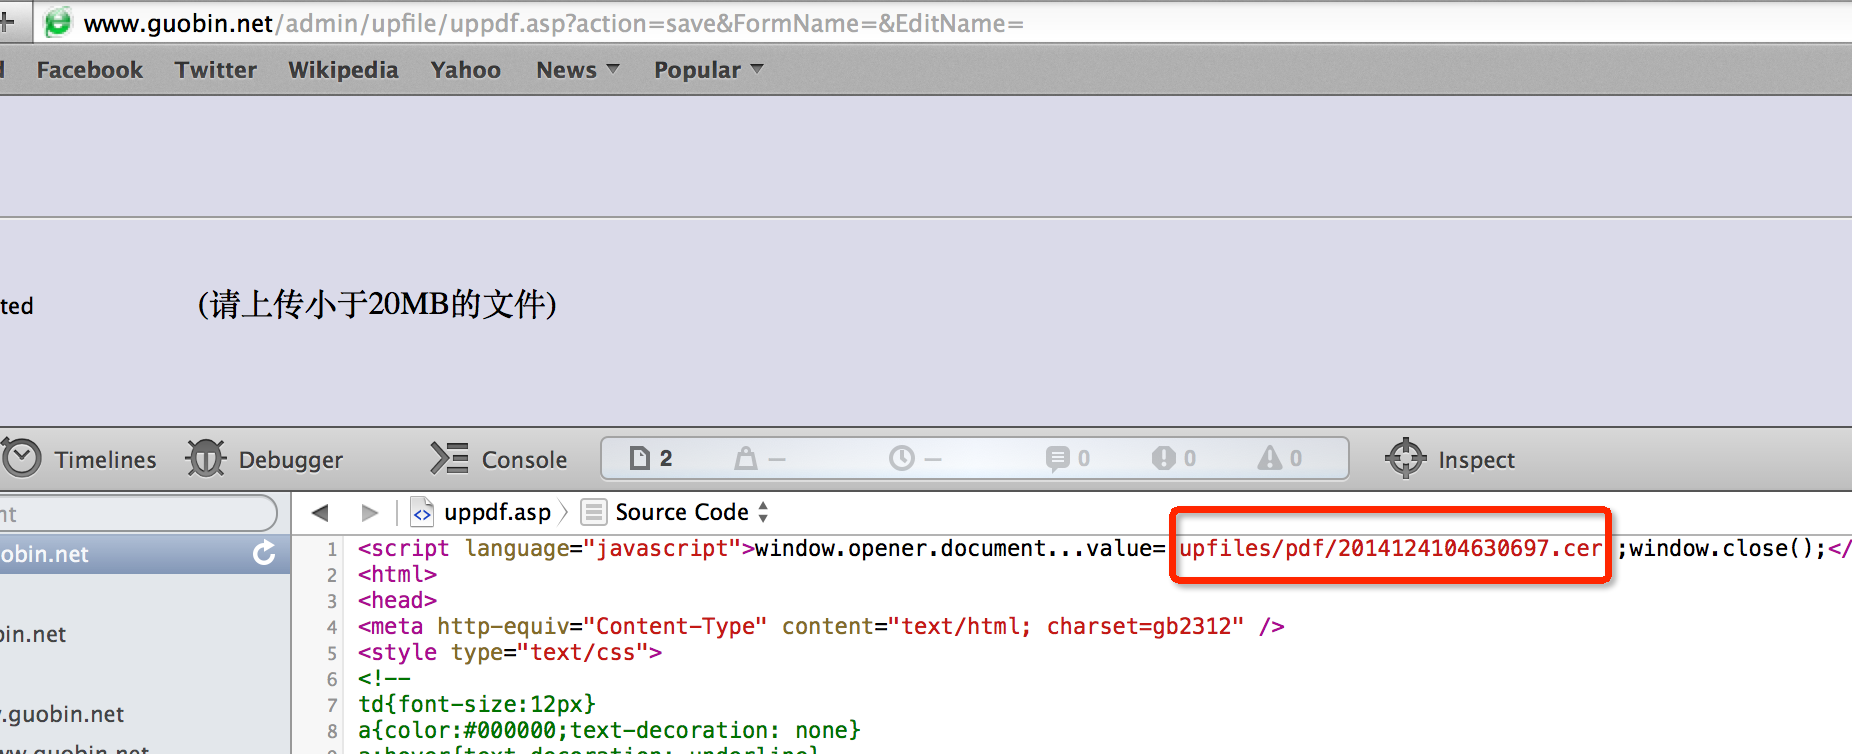 www.guobin.net/admin/upfile/uppdf.asp?action=save&FormName=&EditName=
Facebook Twitter Wikipedia Yahoo News Popular
ted (请上传小于20MB的文件)
Timelines Debugger Console 2 — — 0 0 0 Inspect
uppdf.asp Source Code
obin.net
1 <script language="javascript">window.opener.document...value='upfiles/pdf/2014124104630697.cer';window.close();</
2 <html>
3 <head>
4 <meta http-equiv="Content-Type" content="text/html; charset=gb2312" />
5 <style type="text/css">
6 <!--
7 td{font-size:12px}
8 a{color:#000000;text-decoration: none}
a:hover{text-decoration: underline}
in.net
.guobin.net
ww.guobin.net